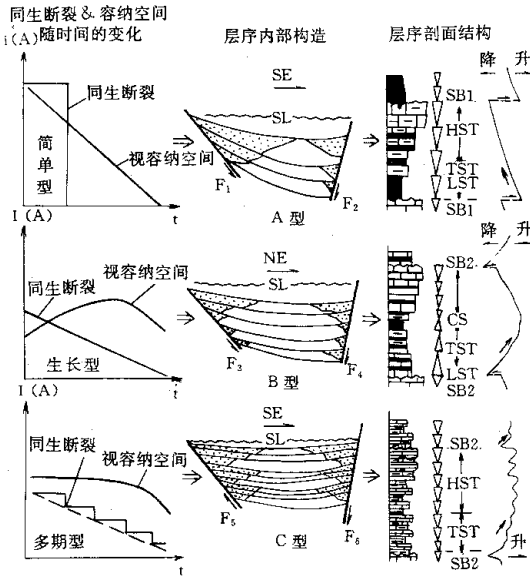 同生断裂 & 容纳空间
随时间的变化
层序内部构造
层序剖面结构
i(A)
同生断裂
简单型
视容纳空间
t
⇒
SE
SL
F₁
F₂
A 型
⇒
降 升
SB1
HST
TST
LST
SB1
I(A)
同生断裂
视容纳空间
生长型
t
⇒
NE
SL
F₃
F₄
B 型
⇒
降 升
SB2
CS
TST
LST
SB2
I(A)
同生断裂
视容纳空间
多期型
t
⇒
SE
SL
F₅
F₆
C 型
⇒
SB2
HST
TST
SB2
升